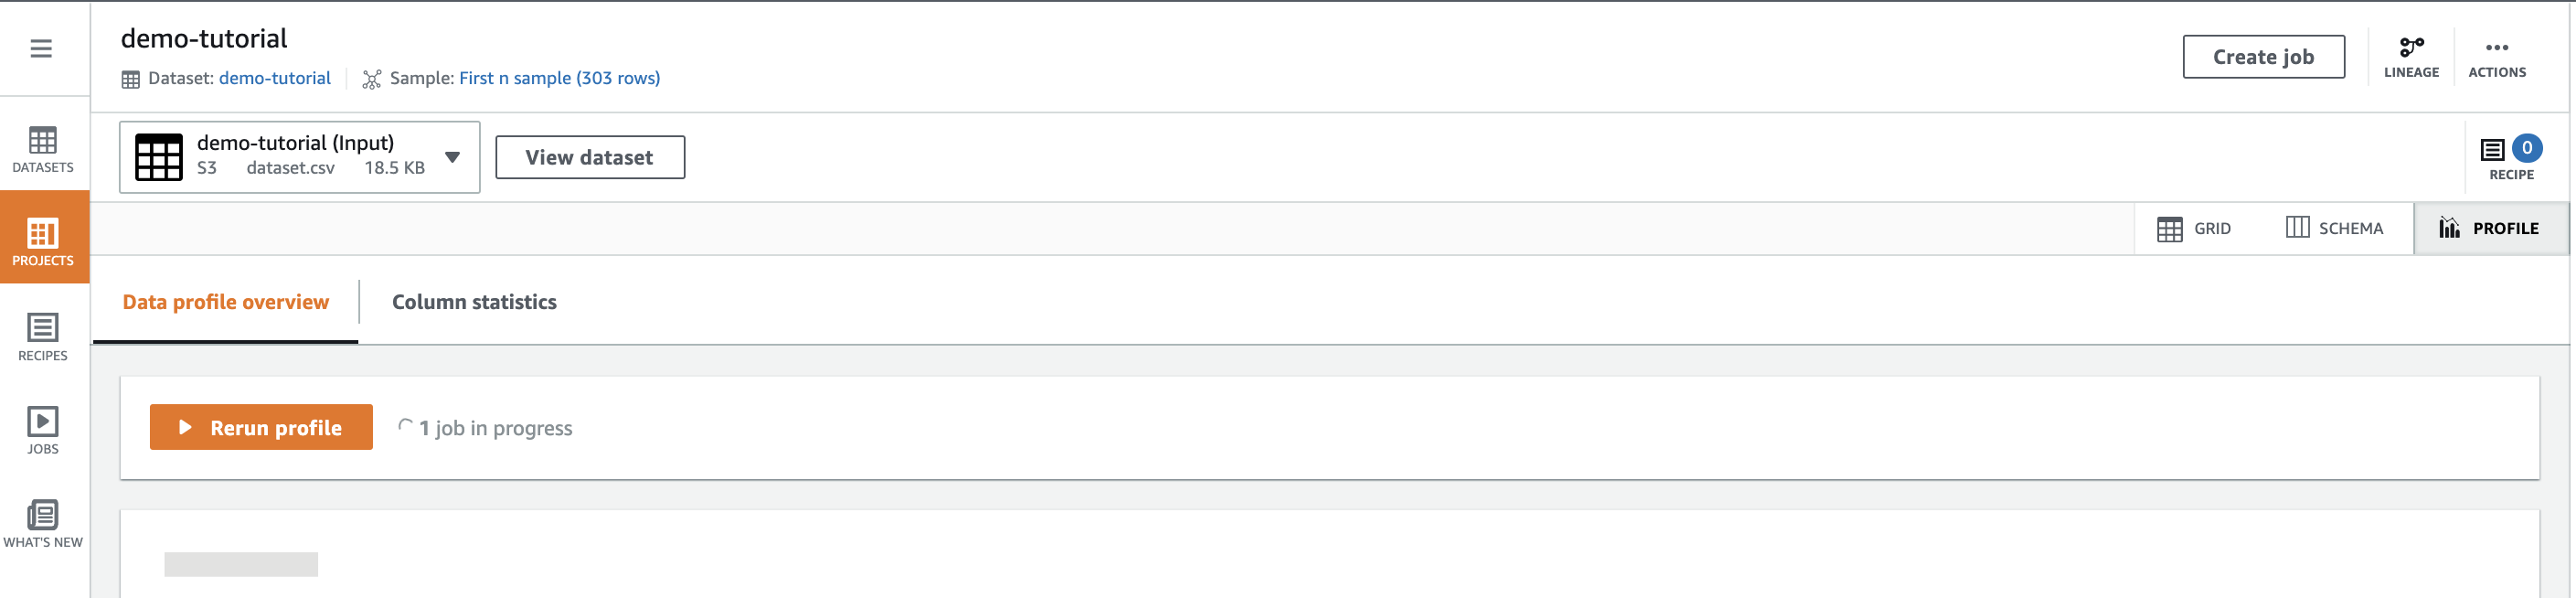 demo-tutorial
Dataset: demo-tutorial Sample: First n sample (303 rows)
Create job
LINEAGE
ACTIONS
demo-tutorial (Input)
S3 dataset.csv 18.5 KB
View dataset
0
RECIPE
DATASETS
PROJECTS
RECIPES
JOBS
WHAT'S NEW
GRID
SCHEMA
PROFILE
Data profile overview
Column statistics
Rerun profile
1 job in progress